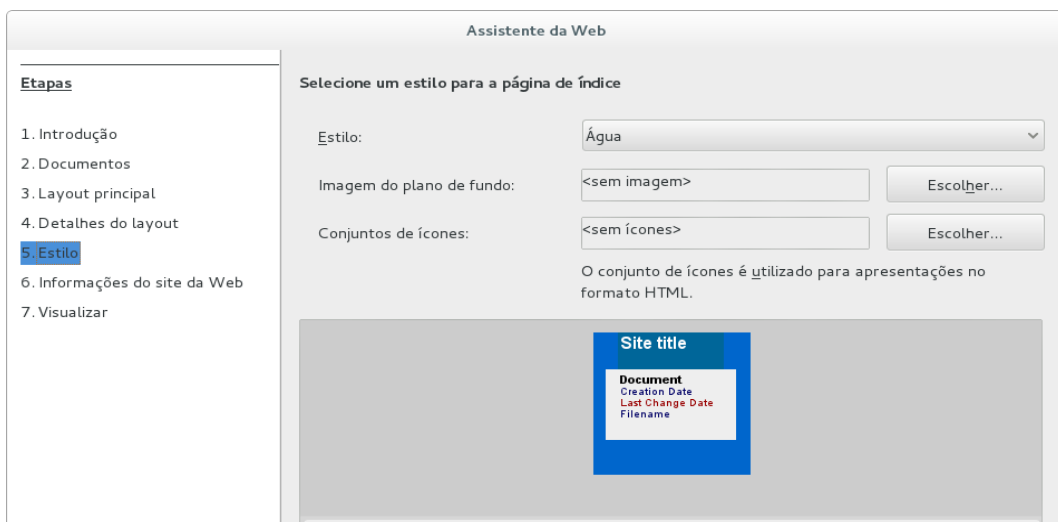 Assistente da Web
Etapas
1. Introdução
2. Documentos
3. Layout principal
4. Detalhes do layout
5. Estilo
6. Informações do site da Web
7. Visualizar
Selecione um estilo para a página de índice
Estilo:
Água
Imagem do plano de fundo:
<sem imagem>
Escolher...
Conjuntos de ícones:
<sem ícones>
Escolher...
O conjunto de ícones é utilizado para apresentações no
formato HTML.
Site title
Document
Creation Date
Last Change Date
Filename